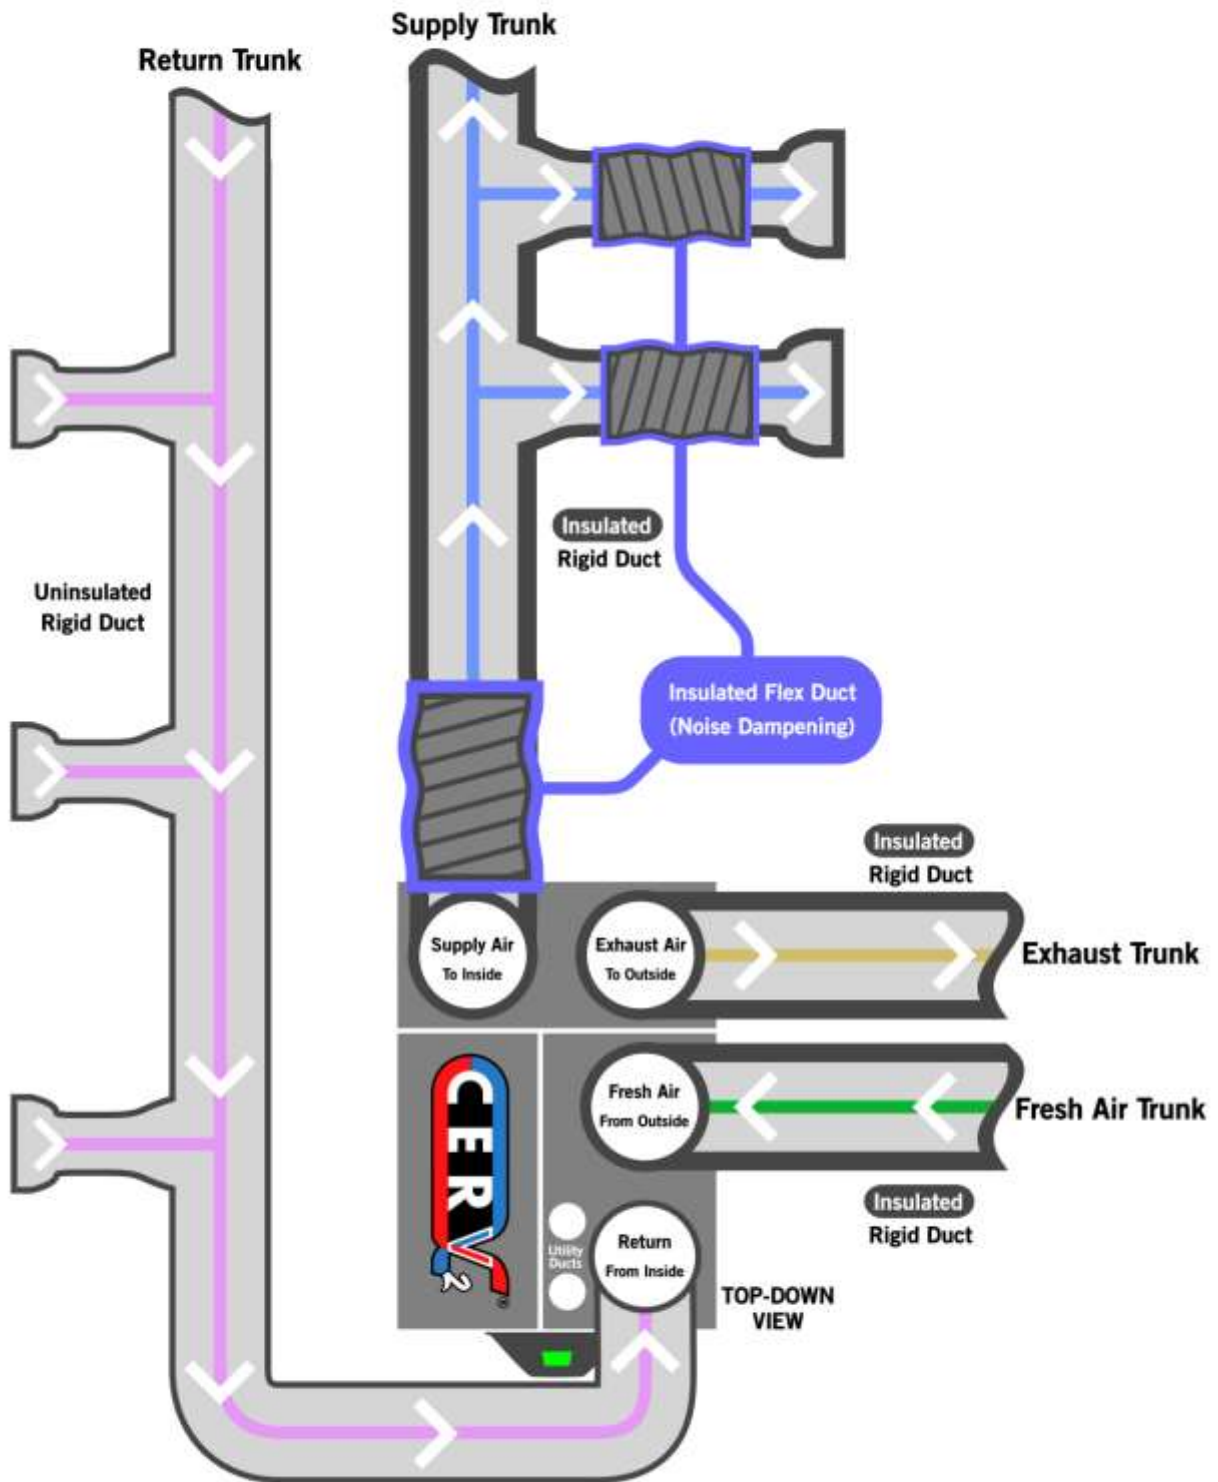 Supply Trunk
Return Trunk
Insulated
Rigid Duct
Uninsulated
Rigid Duct
Insulated Flex Duct
(Noise Dampening)
Insulated
Rigid Duct
Supply Air
To Inside
Exhaust Air
To Outside
Exhaust Trunk
Fresh Air
From Outside
Fresh Air Trunk
CERV2®
Insulated
Rigid Duct
Utility
Ducts
Return
From Inside
TOP-DOWN
VIEW